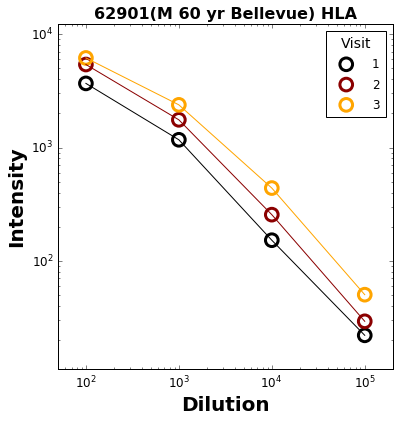 62901(M 60 yr Bellevue) HLA
Visit
1
2
3
10⁴
10³
10²
Intensity
10² 10³ 10⁴ 10⁵
Dilution